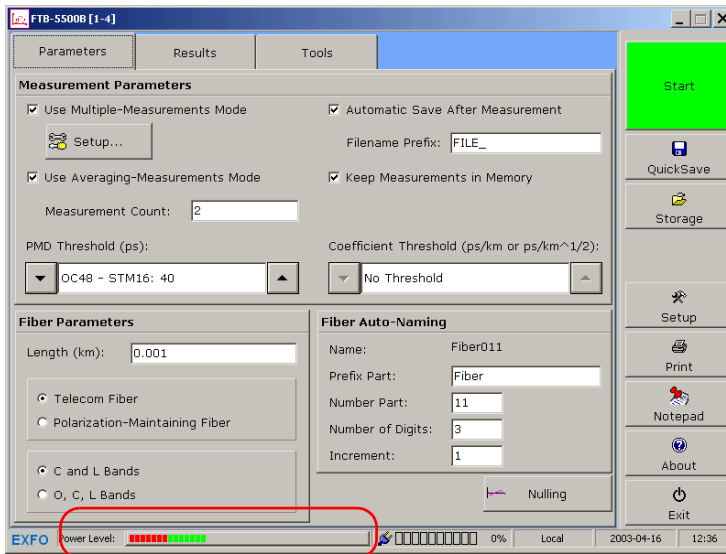 FTB-5500B [1-4]
Parameters
Results
Tools
Measurement Parameters
Use Multiple-Measurements Mode
Setup...
Automatic Save After Measurement
Filename Prefix: FILE_
Use Averaging-Measurements Mode
Keep Measurements in Memory
Measurement Count: 2
PMD Threshold (ps):
OC48 - STM16: 40
Coefficient Threshold (ps/km or ps/km^1/2):
No Threshold
Fiber Parameters
Length (km): 0.001
Telecom Fiber
Polarization-Maintaining Fiber
C and L Bands
O, C, L Bands
Fiber Auto-Naming
Name: Fiber011
Prefix Part: Fiber
Number Part: 11
Number of Digits: 3
Increment: 1
Nulling
Start
QuickSave
Storage
Setup
Print
Notepad
About
Exit
EXFO Power Level: 0% Local 2003-04-16 12:36